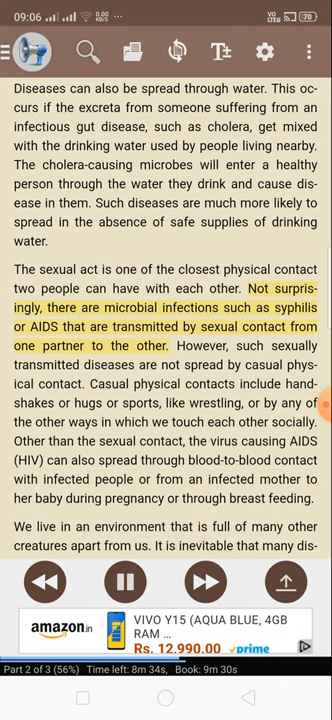 09:06
0.00
KB/S
VO
LTE
70
T±
Diseases can also be spread through water. This oc-
curs if the excreta from someone suffering from an
infectious gut disease, such as cholera, get mixed
with the drinking water used by people living nearby.
The cholera-causing microbes will enter a healthy
person through the water they drink and cause dis-
ease in them. Such diseases are much more likely to
spread in the absence of safe supplies of drinking
water.
The sexual act is one of the closest physical contact
two people can have with each other. Not surpris-
ingly, there are microbial infections such as syphilis
or AIDS that are transmitted by sexual contact from
one partner to the other. However, such sexually
transmitted diseases are not spread by casual phys-
ical contact. Casual physical contacts include hand-
shakes or hugs or sports, like wrestling, or by any of
the other ways in which we touch each other socially.
Other than the sexual contact, the virus causing AIDS
(HIV) can also spread through blood-to-blood contact
with infected people or from an infected mother to
her baby during pregnancy or through breast feeding.
We live in an environment that is full of many other
creatures apart from us. It is inevitable that many dis-
amazon.in
VIVO Y15 (AQUA BLUE, 4GB
RAM ...
Rs. 12,990.00 prime
Part 2 of 3 (56%) Time left: 8m 34s, Book: 9m 30s